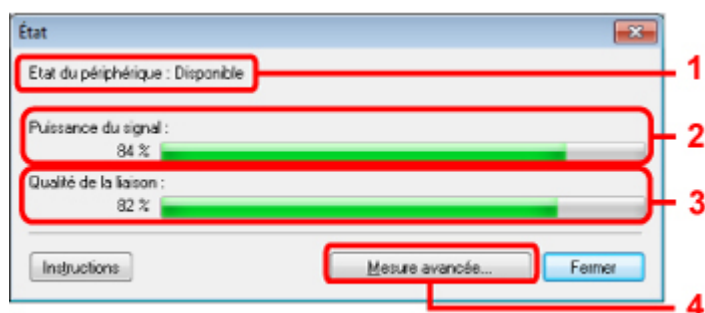 État
Etat du périphérique : Disponible
1
Puissance du signal :
84 %
2
Qualité de la liaison :
82 %
3
Instructions
Mesure avancée...
Fermer
4